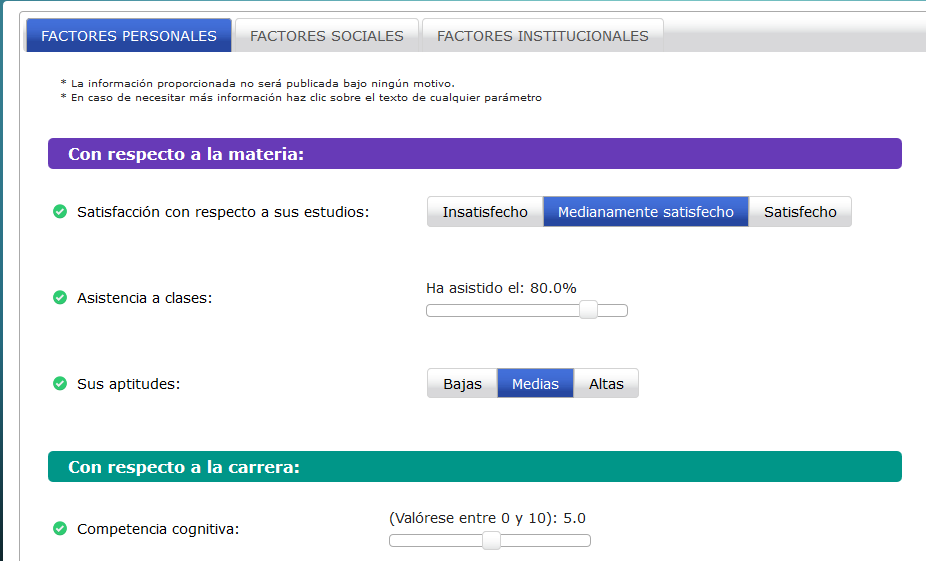 FACTORES PERSONALES FACTORES SOCIALES FACTORES INSTITUCIONALES
* La información proporcionada no será publicada bajo ningún motivo.
* En caso de necesitar más información haz clic sobre el texto de cualquier parámetro
Con respecto a la materia:
Satisfacción con respecto a sus estudios: Insatisfecho Medianamente satisfecho Satisfecho
Ha asistido el: 80.0%
Asistencia a clases:
Sus aptitudes: Bajas Medias Altas
Con respecto a la carrera:
(Valórese entre 0 y 10): 5.0
Competencia cognitiva: